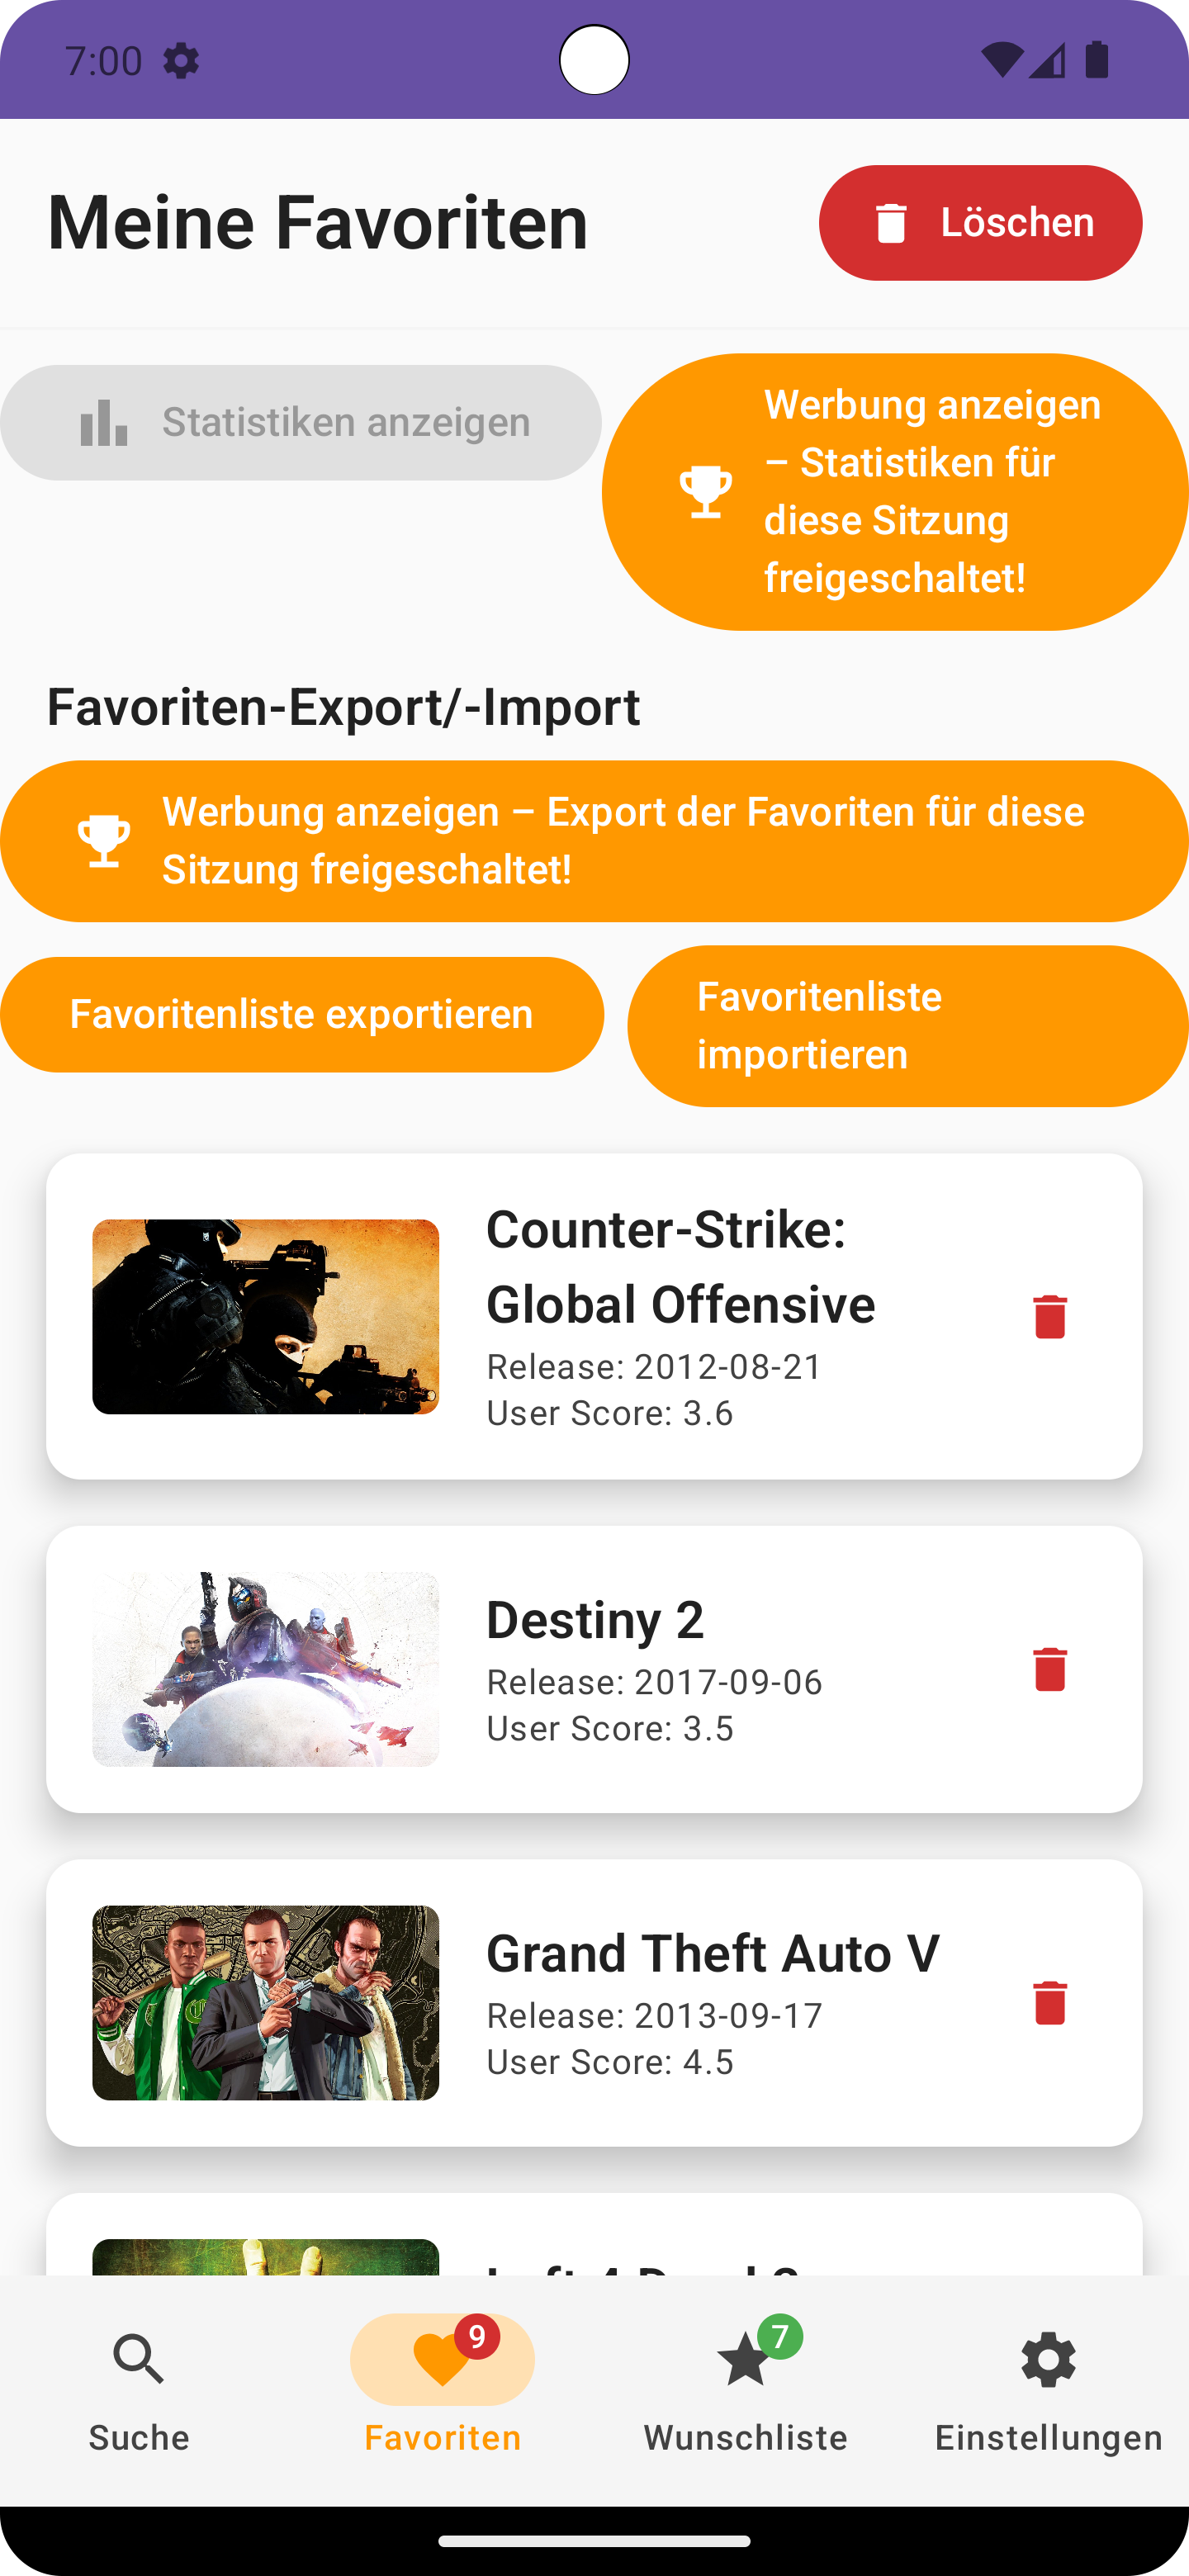 7:00
Meine Favoriten
Löschen
Statistiken anzeigen
Werbung anzeigen
– Statistiken für
diese Sitzung
freigeschaltet!
Favoriten-Export/-Import
Werbung anzeigen – Export der Favoriten für diese
Sitzung freigeschaltet!
Favoritenliste exportieren
Favoritenliste
importieren
Counter-Strike:
Global Offensive
Release: 2012-08-21
User Score: 3.6
Destiny 2
Release: 2017-09-06
User Score: 3.5
Grand Theft Auto V
Release: 2013-09-17
User Score: 4.5
9
7
Suche
Favoriten
Wunschliste
Einstellungen